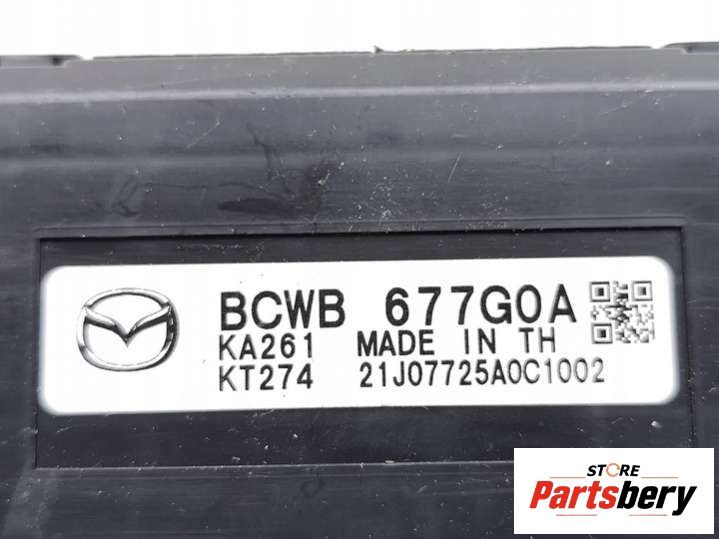 BCWB 677G0A
KA261 MADE IN TH
KT274 21J07725A0C1002
STORE
Partsbery